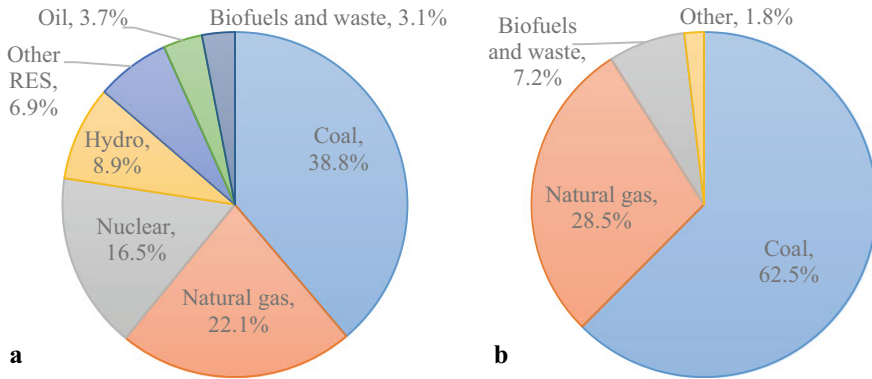 Oil, 3.7%
Biofuels and waste, 3.1%
Other
RES,
6.9%
Hydro,
8.9%
Coal,
38.8%
Nuclear,
16.5%
Natural gas,
22.1%
a
Other, 1.8%
Biofuels
and waste,
7.2%
Natural gas,
28.5%
Coal,
62.5%
b